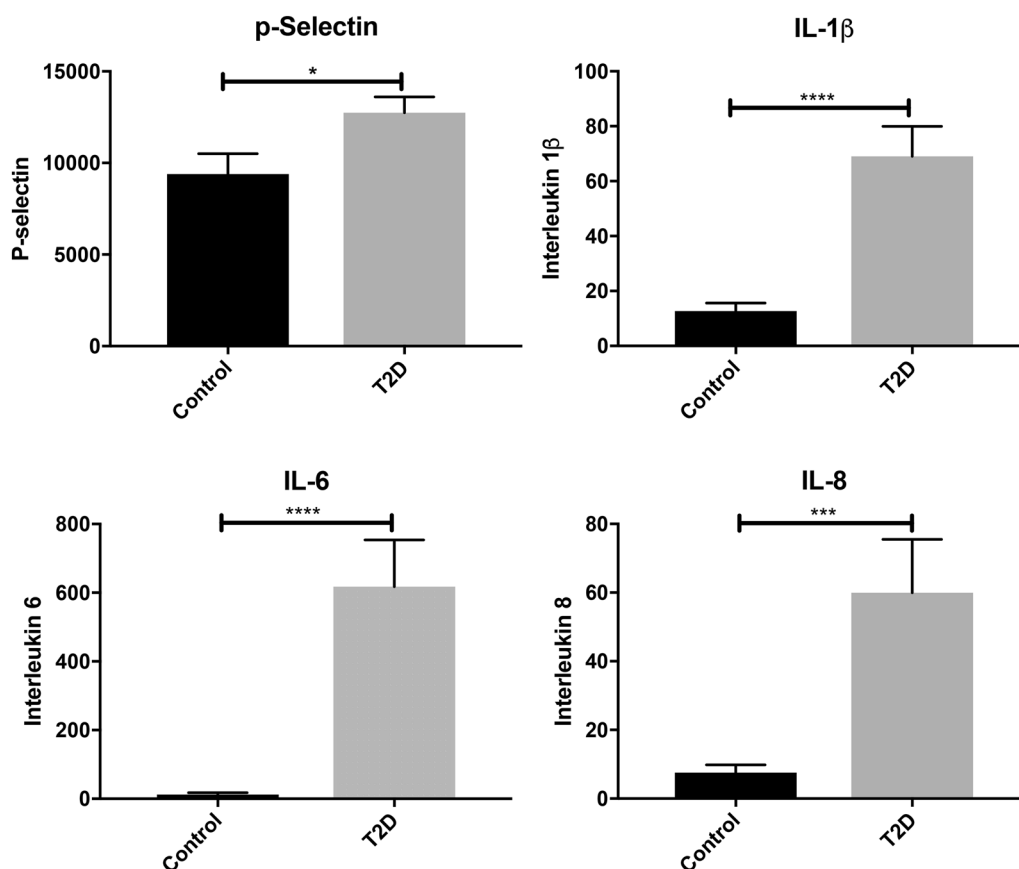 p-Selectin
P-selectin
15000
10000
5000
0
*
Control
T2D
IL-1β
Interleukin 1β
100
80
60
40
20
0
****
Control
T2D
IL-6
Interleukin 6
800
600
400
200
0
****
Control
T2D
IL-8
Interleukin 8
80
60
40
20
0
***
Control
T2D